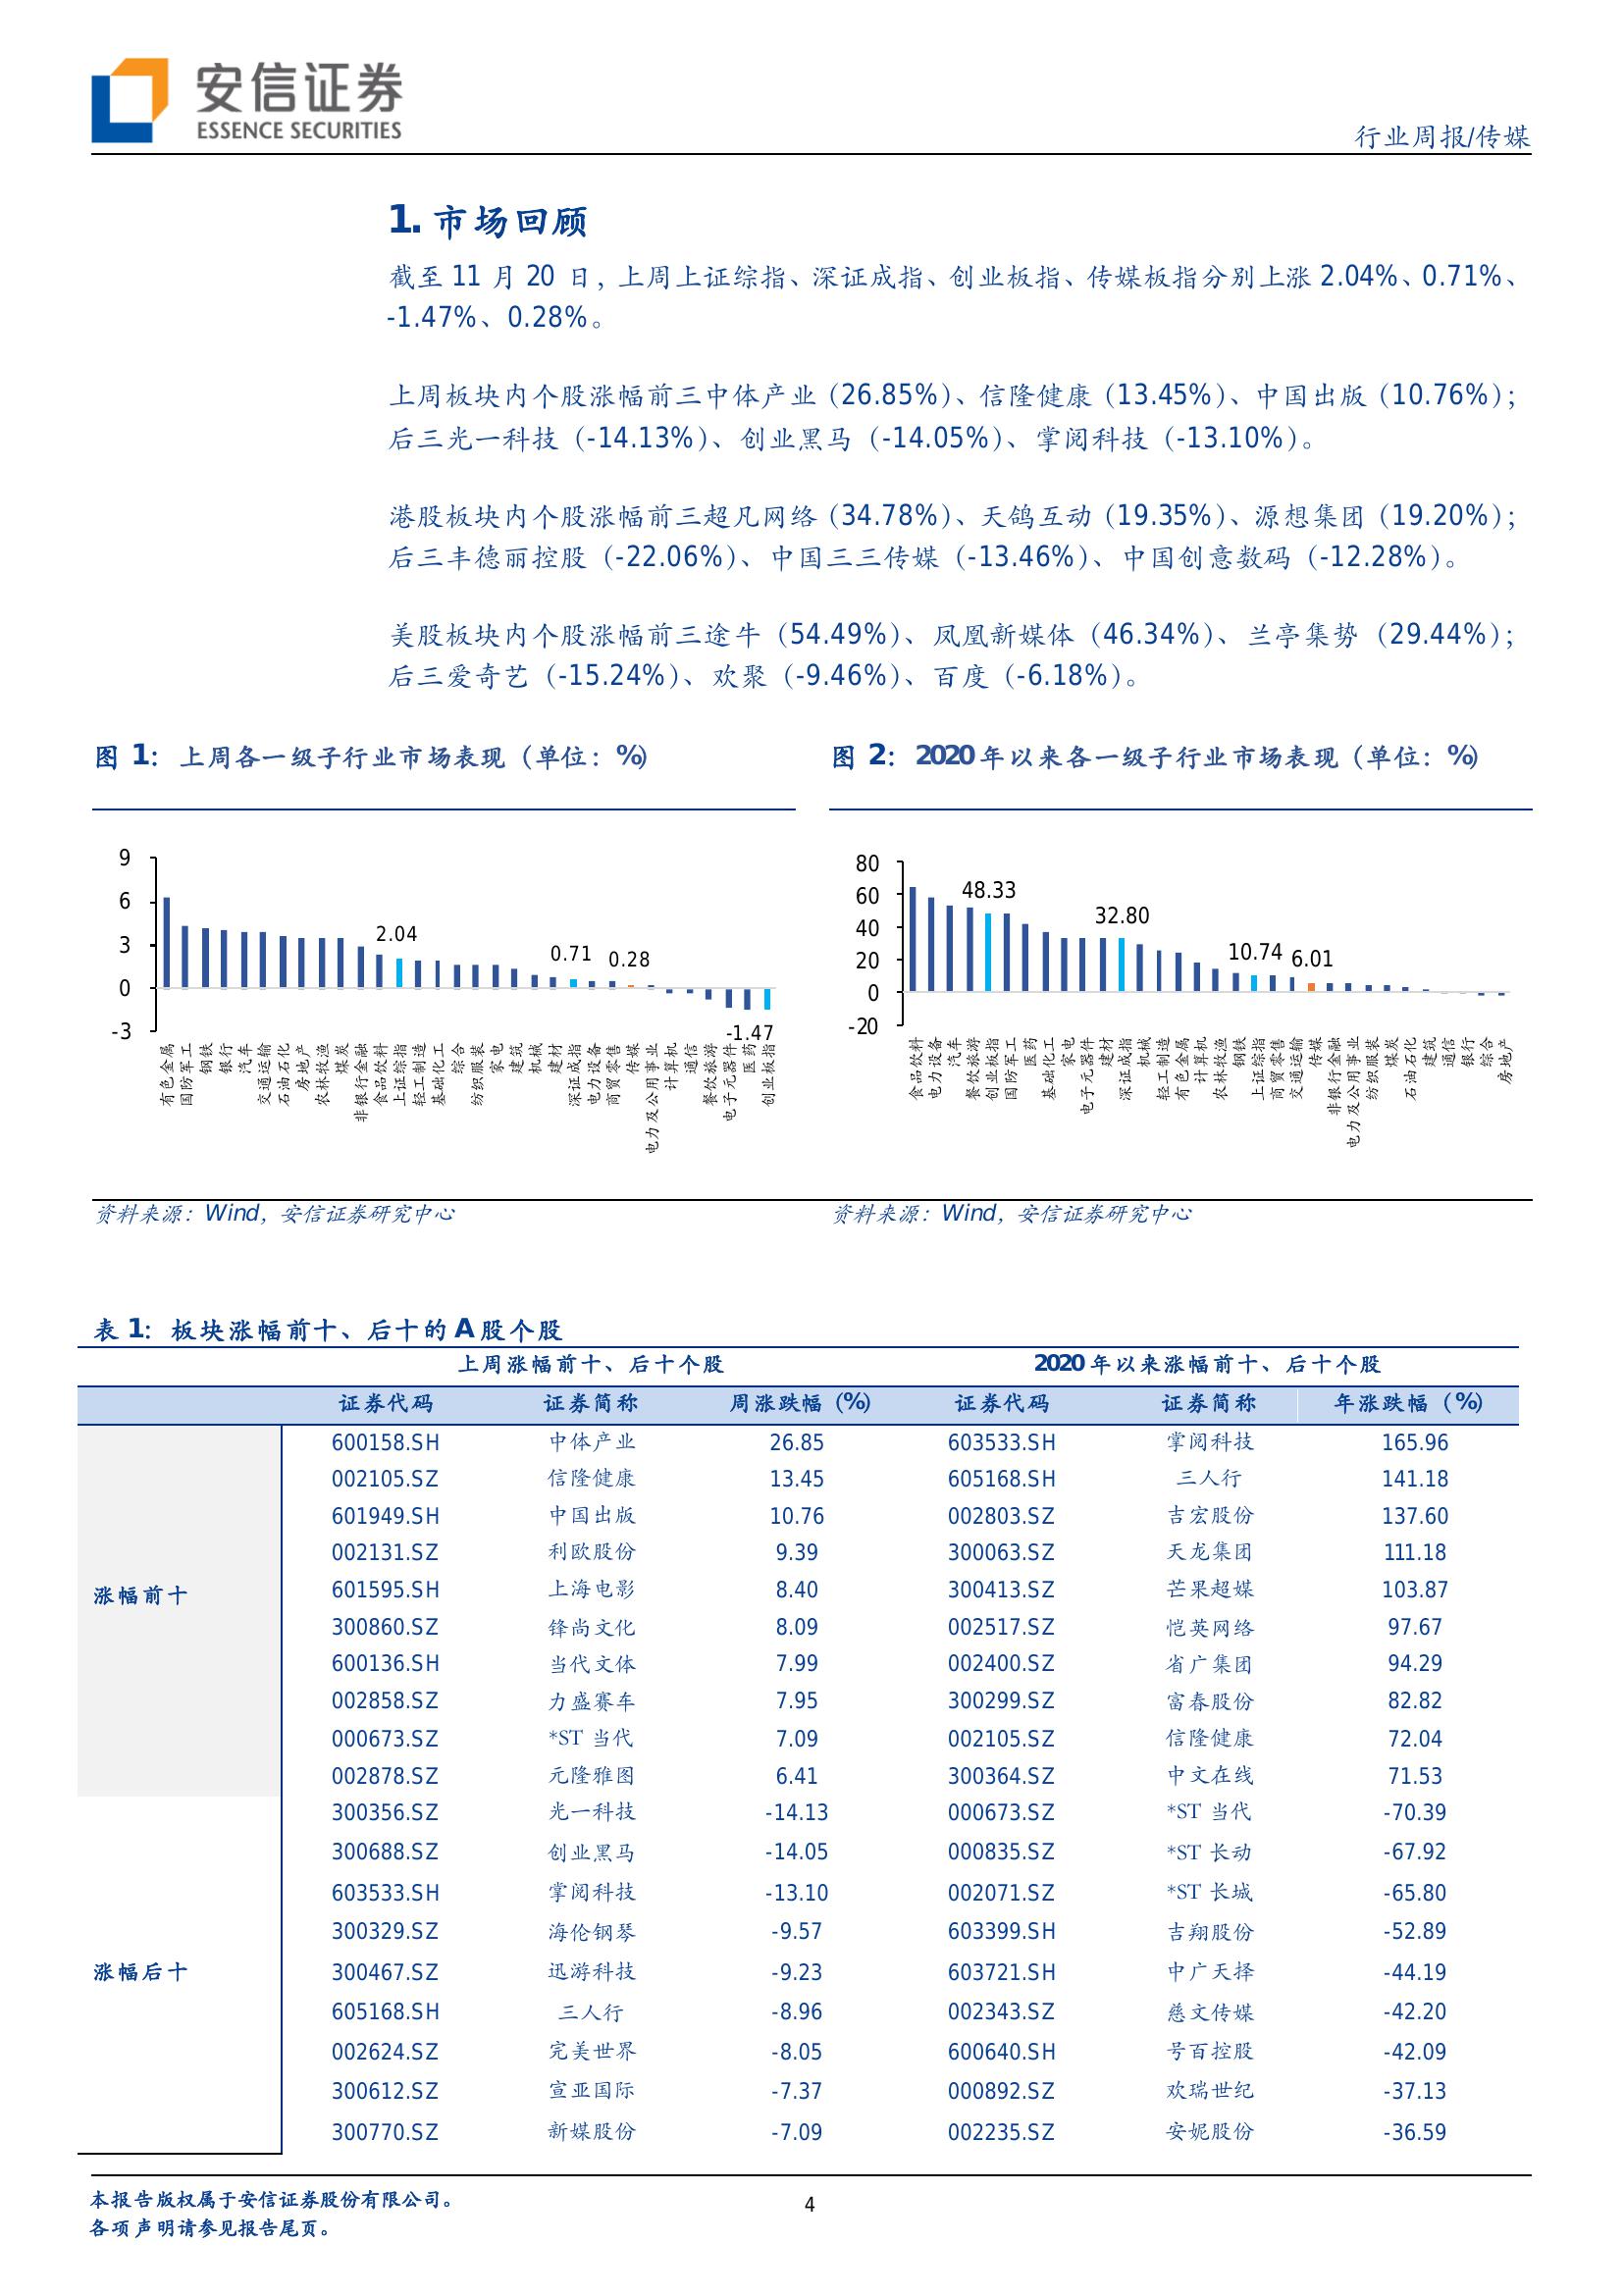 安信证券
ESSENCE SECURITIES
行业周报/传媒
1. 市场回顾
截至 11 月 20 日，上周上证综指、深证成指、创业板指、传媒板指分别上涨 2.04%、0.71%、
-1.47%、0.28%。
上周板块内个股涨幅前三中体产业（26.85%）、信隆健康（13.45%）、中国出版（10.76%）；
后三光一科技（-14.13%）、创业黑马（-14.05%）、掌阅科技（-13.10%）。
港股板块内个股涨幅前三超凡网络（34.78%）、天鸽互动（19.35%）、源想集团（19.20%）；
后三丰德丽控股（-22.06%）、中国三三传媒（-13.46%）、中国创意数码（-12.28%）。
美股板块内个股涨幅前三途牛（54.49%）、凤凰新媒体（46.34%）、兰亭集势（29.44%）；
后三爱奇艺（-15.24%）、欢聚（-9.46%）、百度（-6.18%）。
图 1：上周各一级子行业市场表现（单位：%）
9
6
3
0
-3
2.04
0.71
0.28
-1.47
有色金属
国防军工
钢铁
银行
汽车
交通运输
石油石化
房地产
农林牧渔
煤炭
非银行金融
食品饮料
上证综指
轻工制造
基础化工
综合
纺织服装
家电
建筑
机械
建材
深证成指
电力设备
商贸零售
传媒
电力及公用事业
计算机
通信
餐饮旅游
电子元器件
医药
创业板指
图 2：2020 年以来各一级子行业市场表现（单位：%）
80
60
40
20
0
-20
48.33
32.80
10.74
6.01
食品饮料
电力设备
汽车
餐饮旅游
创业板指
国防军工
医药
基础化工
家电
电子元器件
建材
深证成指
机械
轻工制造
有色金属
计算机
农林牧渔
钢铁
上证综指
商贸零售
交通运输
传媒
非银行金融
电力及公用事业
纺织服装
煤炭
石油石化
建筑
通信
银行
综合
房地产
资料来源：Wind，安信证券研究中心
资料来源：Wind，安信证券研究中心
表 1：板块涨幅前十、后十的 A 股个股
上周涨幅前十、后十个股 2020 年以来涨幅前十、后十个股
证券代码 证券简称 周涨跌幅（%） 证券代码 证券简称 年涨跌幅（%）
600158.SH 中体产业 26.85 603533.SH 掌阅科技 165.96
002105.SZ 信隆健康 13.45 605168.SH 三人行 141.18
601949.SH 中国出版 10.76 002803.SZ 吉宏股份 137.60
002131.SZ 利欧股份 9.39 300063.SZ 天龙集团 111.18
涨幅前十 601595.SH 上海电影 8.40 300413.SZ 芒果超媒 103.87
300860.SZ 锋尚文化 8.09 002517.SZ 恺英网络 97.67
600136.SH 当代文体 7.99 002400.SZ 省广集团 94.29
002858.SZ 力盛赛车 7.95 300299.SZ 富春股份 82.82
000673.SZ *ST 当代 7.09 002105.SZ 信隆健康 72.04
002878.SZ 元隆雅图 6.41 300364.SZ 中文在线 71.53
300356.SZ 光一科技 -14.13 000673.SZ *ST 当代 -70.39
300688.SZ 创业黑马 -14.05 000835.SZ *ST 长动 -67.92
603533.SH 掌阅科技 -13.10 002071.SZ *ST 长城 -65.80
300329.SZ 海伦钢琴 -9.57 603399.SH 吉翔股份 -52.89
涨幅后十 300467.SZ 迅游科技 -9.23 603721.SH 中广天择 -44.19
605168.SH 三人行 -8.96 002343.SZ 慈文传媒 -42.20
002624.SZ 完美世界 -8.05 600640.SH 号百控股 -42.09
300612.SZ 宣亚国际 -7.37 000892.SZ 欢瑞世纪 -37.13
300770.SZ 新媒股份 -7.09 002235.SZ 安妮股份 -36.59
本报告版权属于安信证券股份有限公司。
各项声明请参见报告尾页。
4